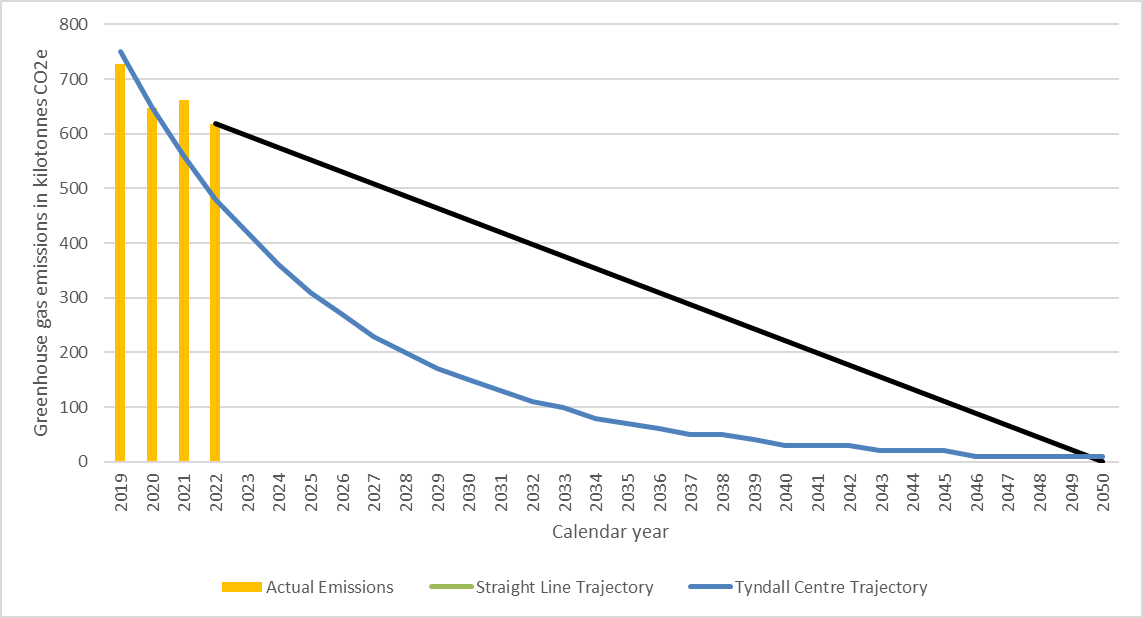 800
700
600
500
400
300
200
100
0
Greenhouse gas emissions in kilotonnes CO2e
2019 2020 2021 2022 2023 2024 2025 2026 2027 2028 2029 2030 2031 2032 2033 2034 2035 2036 2037 2038 2039 2040 2041 2042 2043 2044 2045 2046 2047 2048 2049 2050
Calendar year
Actual Emissions Straight Line Trajectory Tyndall Centre Trajectory